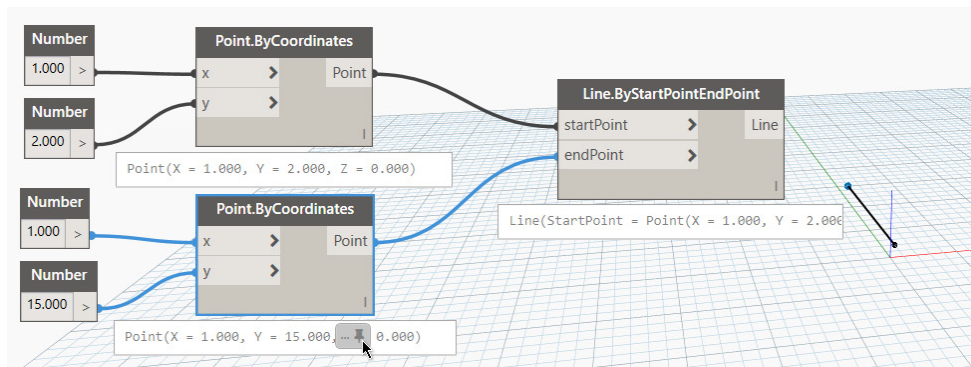 Number
1.000 >
Number
2.000 >
Point.ByCoordinates
x > Point
y >
l
Point(X = 1.000, Y = 2.000, Z = 0.000)
Number
1.000 >
Number
15.000 >
Point.ByCoordinates
x > Point
y >
l
Point(X = 1.000, Y = 15.000, ... 0.000)
Line.ByStartPointEndPoint
startPoint > Line
endPoint >
l
Line(StartPoint = Point(X = 1.000, Y = 2.000